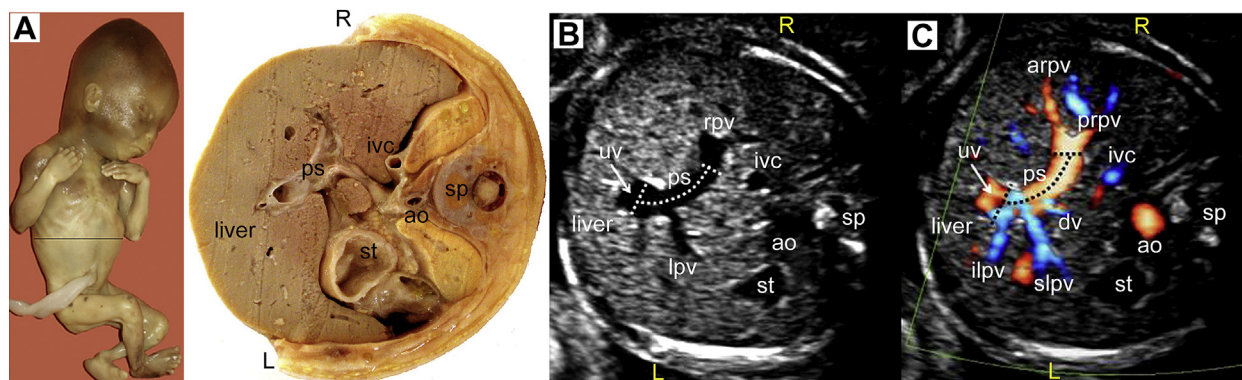 A
R
ivc
ps
sp
ao
liver
st
L
B
R
rpv
uv
ps
ivc
sp
liver
ao
lpv
st
L
C
R
arpv
prpv
uv
ivc
ps
liver
dv
sp
ao
ilpv
slpv
st
L